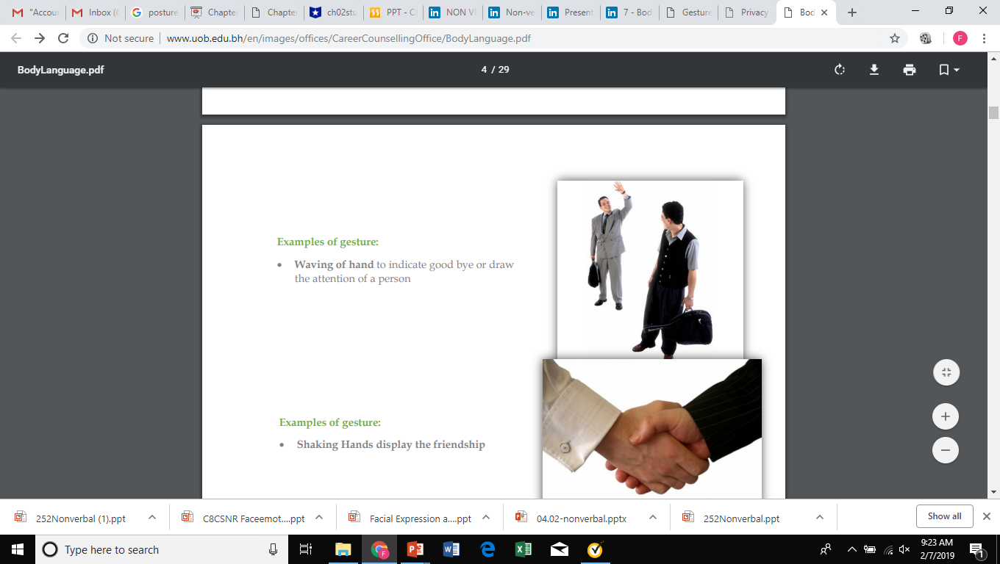 "Accou
Inbox (6
posture
Chapter
Chapter
ch02stu
PPT - C
NON V
Non-ve
Present
7 - Bod
Gesture
Privacy
Bod
Not secure
www.uob.edu.bh/en/images/offices/CareerCounsellingOffice/BodyLanguage.pdf
F
BodyLanguage.pdf
4 / 29
Examples of gesture:
• Waving of hand to indicate good bye or draw
the attention of a person
Examples of gesture:
• Shaking Hands display the friendship
252Nonverbal (1).ppt
C8CSNR Faceemot....ppt
Facial Expression a....ppt
04.02-nonverbal.pptx
252Nonverbal.ppt
Show all
Type here to search
9:23 AM
2/7/2019
1